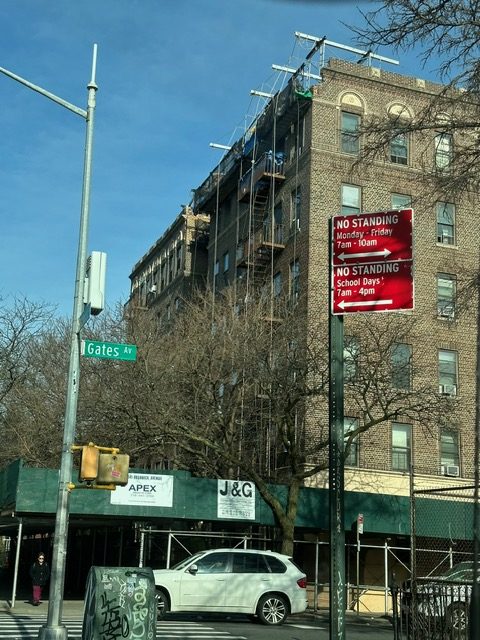 NO STANDING
Monday - Friday
7am - 10am
NO STANDING
School Days
7am - 4pm
Gates AV
APEX
J&G